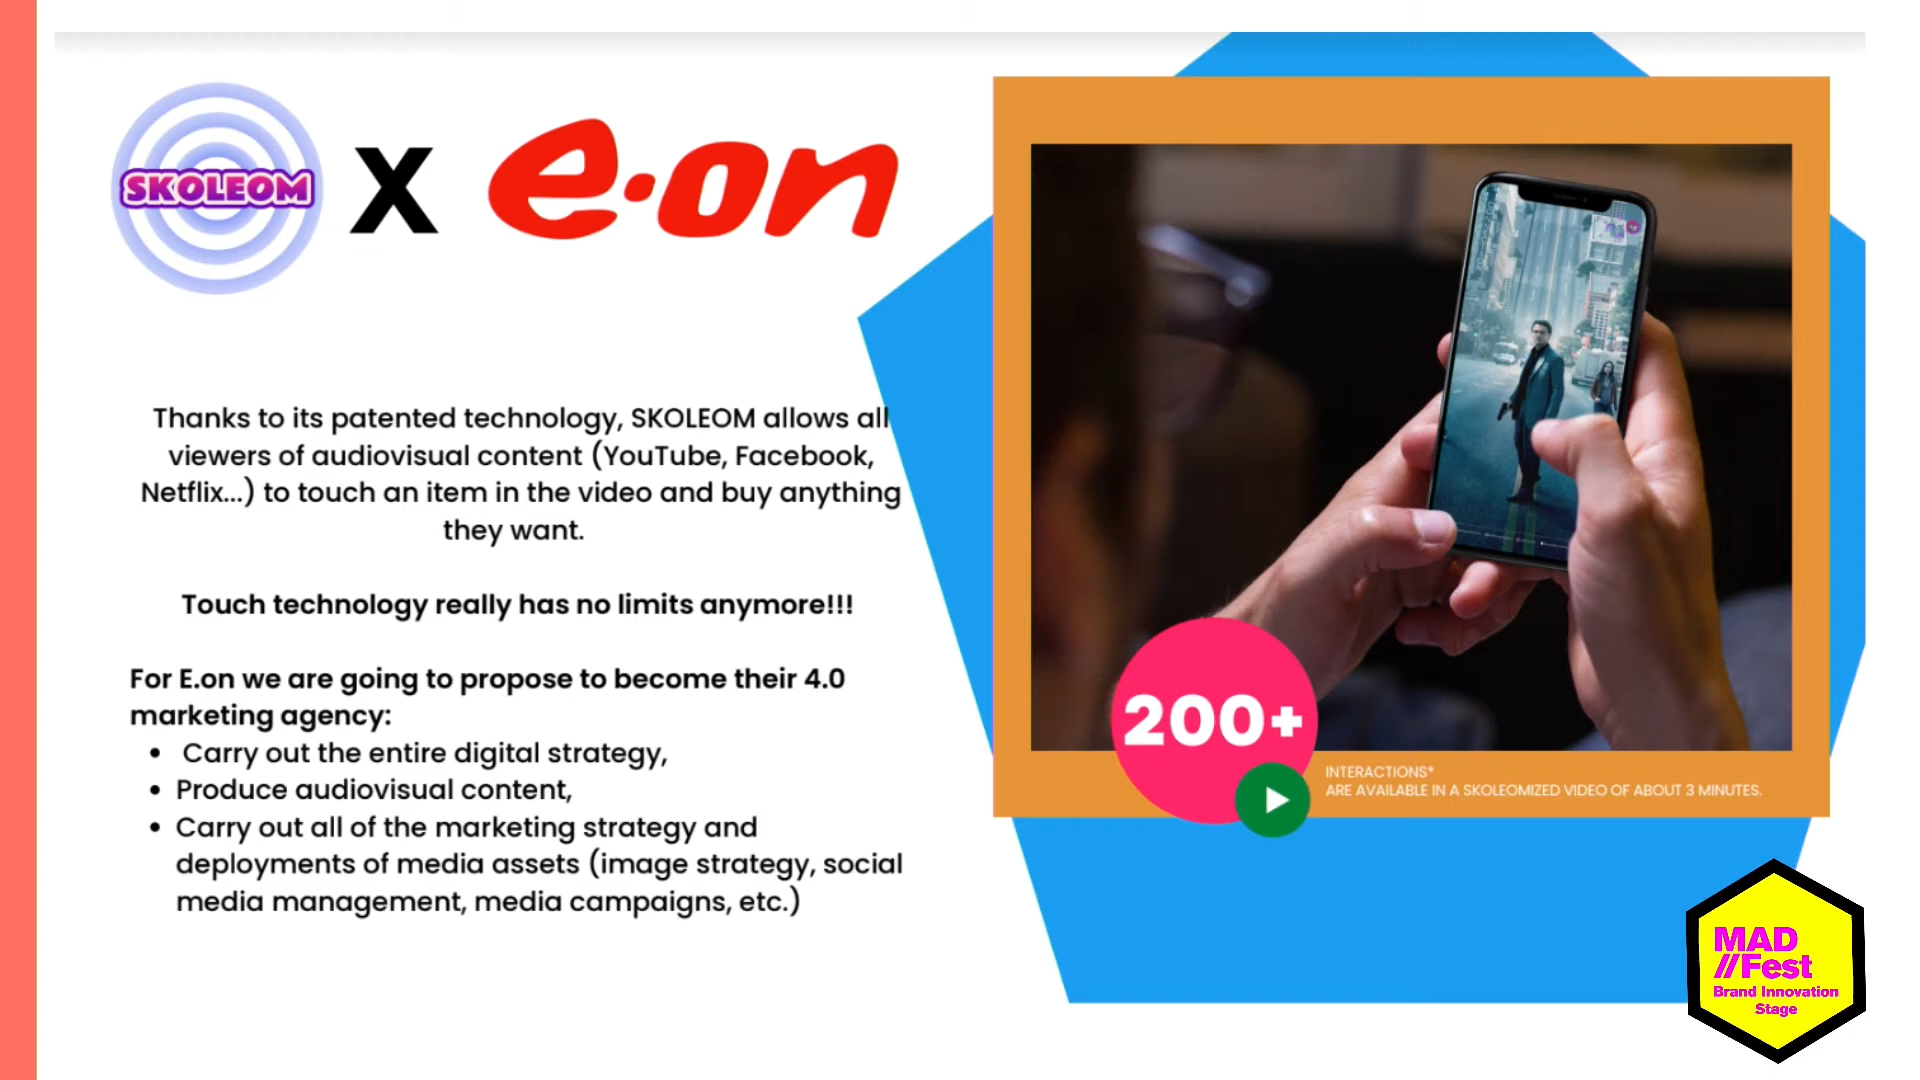 SKOLEOM
X
e.on
Thanks to its patented technology, SKOLEOM allows all
viewers of audiovisual content (YouTube, Facebook,
Netflix...) to touch an item in the video and buy anything
they want.
Touch technology really has no limits anymore!!!
For E.on we are going to propose to become their 4.0
marketing agency:
• Carry out the entire digital strategy,
• Produce audiovisual content,
• Carry out all of the marketing strategy and
deployments of media assets (image strategy, social
media management, media campaigns, etc.)
200+
INTERACTIONS*
ARE AVAILABLE IN A SKOLEOMIZED VIDEO OF ABOUT 3 MINUTES.
MAD
//Fest
Brand Innovation
Stage